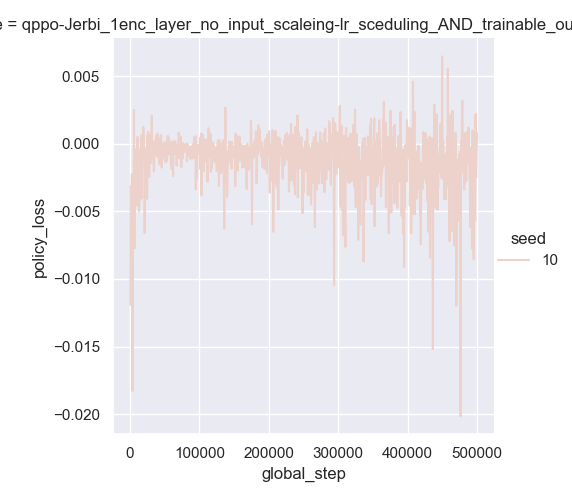 e = qppo-Jerbi_1enc_layer_no_input_scaleing-lr_sceduling_AND_trainable_ou
0.005
0.000
−0.005
−0.010
−0.015
−0.020
policy_loss
0 100000 200000 300000 400000 500000
global_step
seed
10